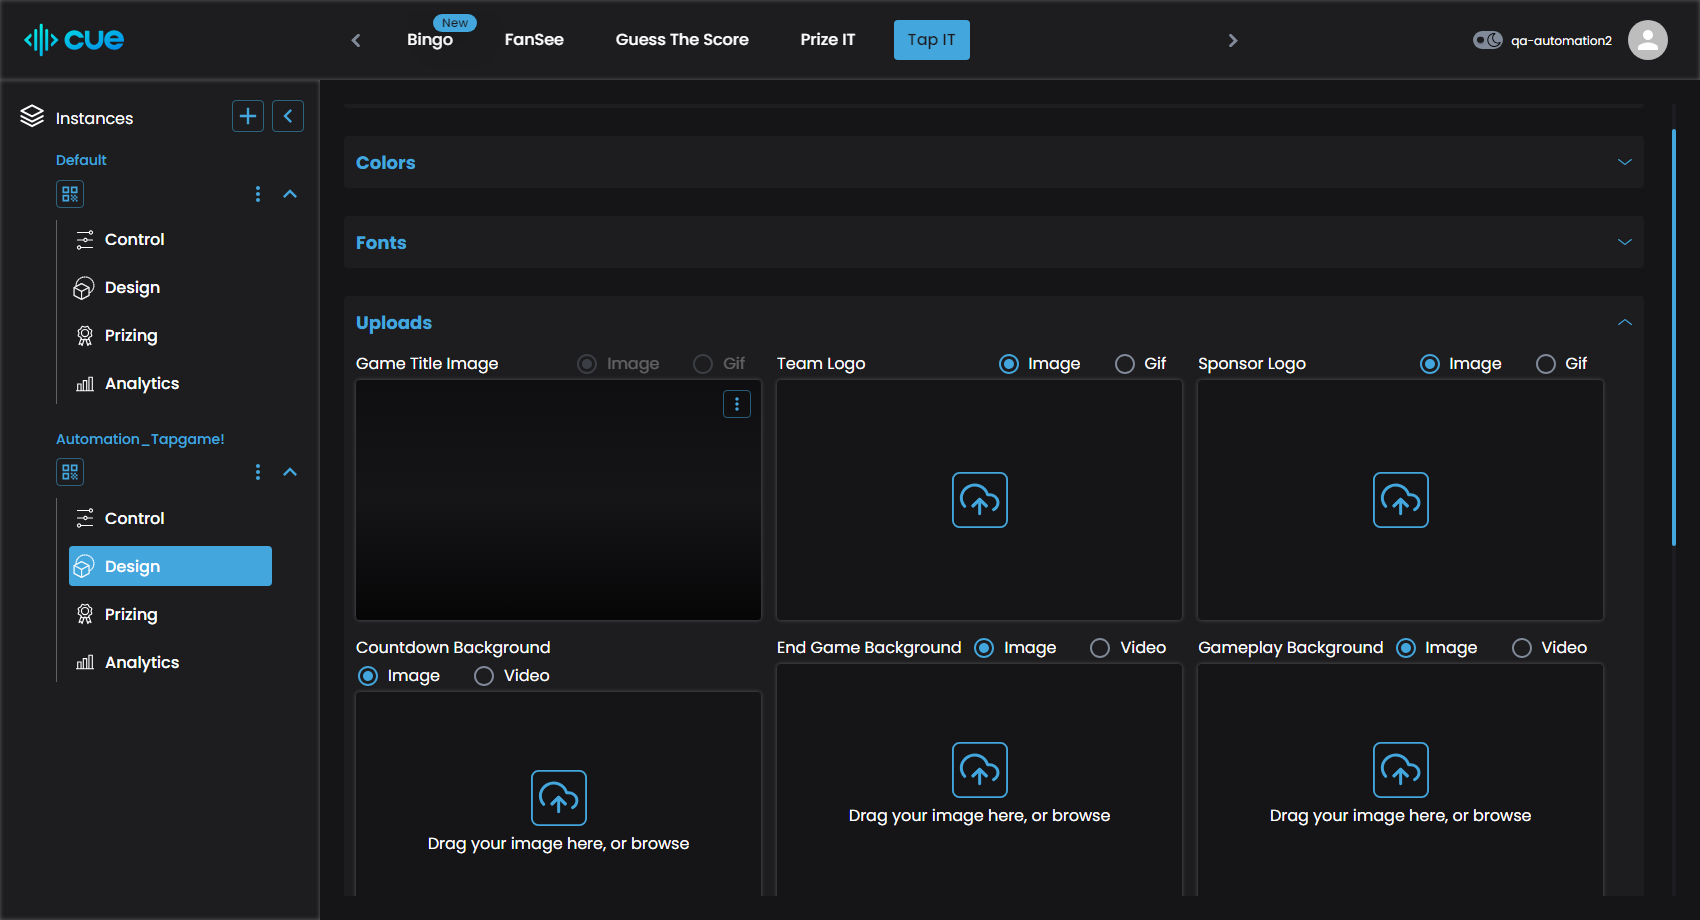 cue
New
Bingo
FanSee
Guess The Score
Prize IT
Tap IT
qa-automation2
Instances
Default
Control
Design
Prizing
Analytics
Automation_Tapgame!
Control
Design
Prizing
Analytics
Colors
Fonts
Uploads
Game Title Image Image Gif
Team Logo Image Gif
Sponsor Logo Image Gif
Countdown Background
Image Video
Drag your image here, or browse
End Game Background Image Video
Drag your image here, or browse
Gameplay Background Image Video
Drag your image here, or browse